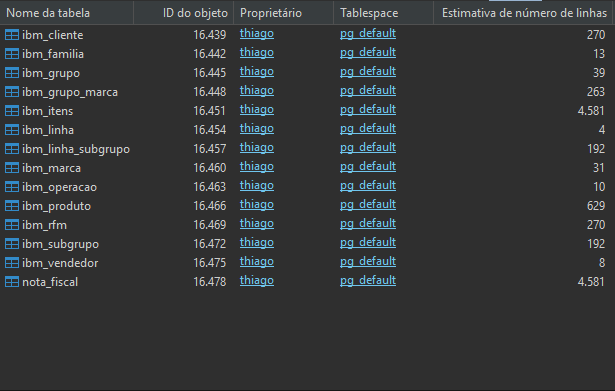 Nome da tabela ID do objeto Proprietário Tablespace Estimativa de número de linhas
ibm_cliente 16.439 thiago pg_default 270
ibm_familia 16.442 thiago pg_default 13
ibm_grupo 16.445 thiago pg_default 39
ibm_grupo_marca 16.448 thiago pg_default 263
ibm_itens 16.451 thiago pg_default 4.581
ibm_linha 16.454 thiago pg_default 4
ibm_linha_subgrupo 16.457 thiago pg_default 192
ibm_marca 16.460 thiago pg_default 31
ibm_operacao 16.463 thiago pg_default 10
ibm_produto 16.466 thiago pg_default 629
ibm_rfm 16.469 thiago pg_default 270
ibm_subgrupo 16.472 thiago pg_default 192
ibm_vendedor 16.475 thiago pg_default 8
nota_fiscal 16.478 thiago pg_default 4.581